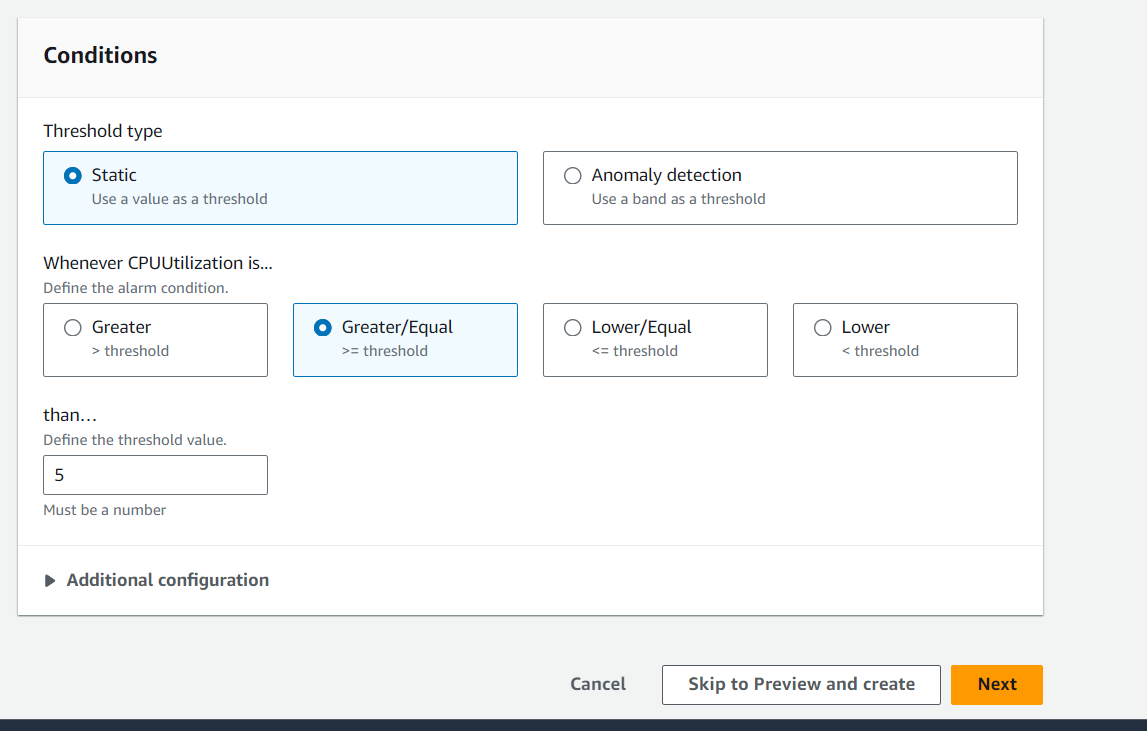 Conditions
Threshold type
Static
Use a value as a threshold
Anomaly detection
Use a band as a threshold
Whenever CPUUtilization is...
Define the alarm condition.
Greater
> threshold
Greater/Equal
>= threshold
Lower/Equal
<= threshold
Lower
< threshold
than…
Define the threshold value.
5
Must be a number
Additional configuration
Cancel
Skip to Preview and create
Next